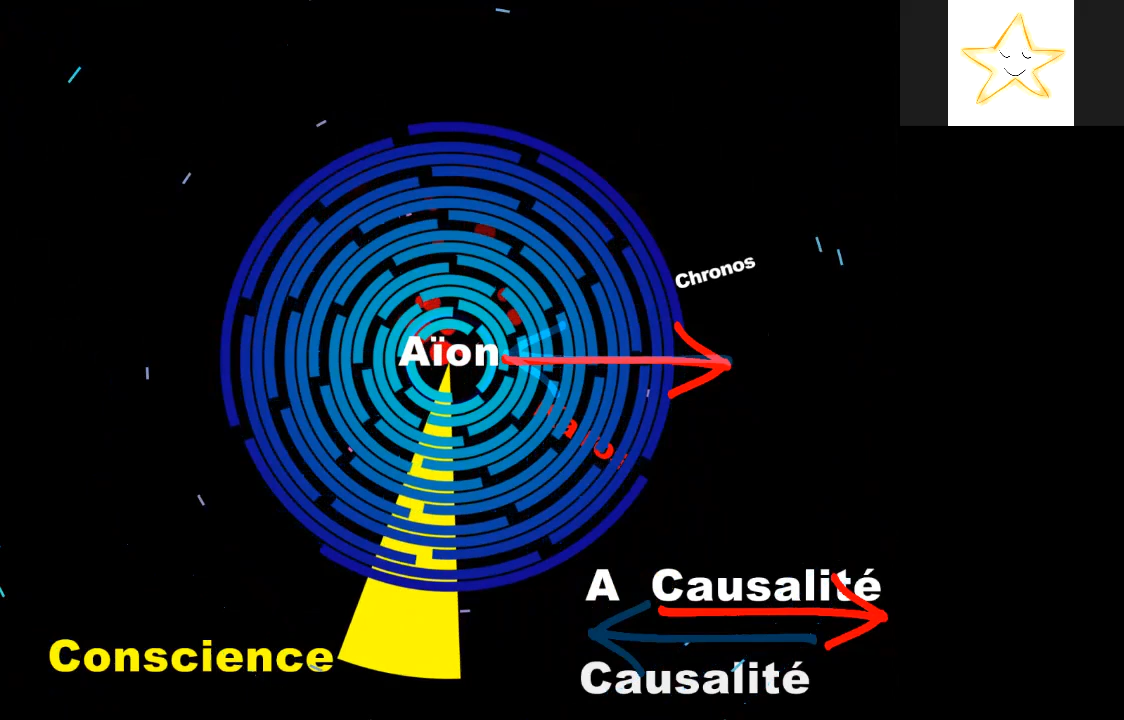 Chronos
Aïon
A Causalité
Conscience
Causalité